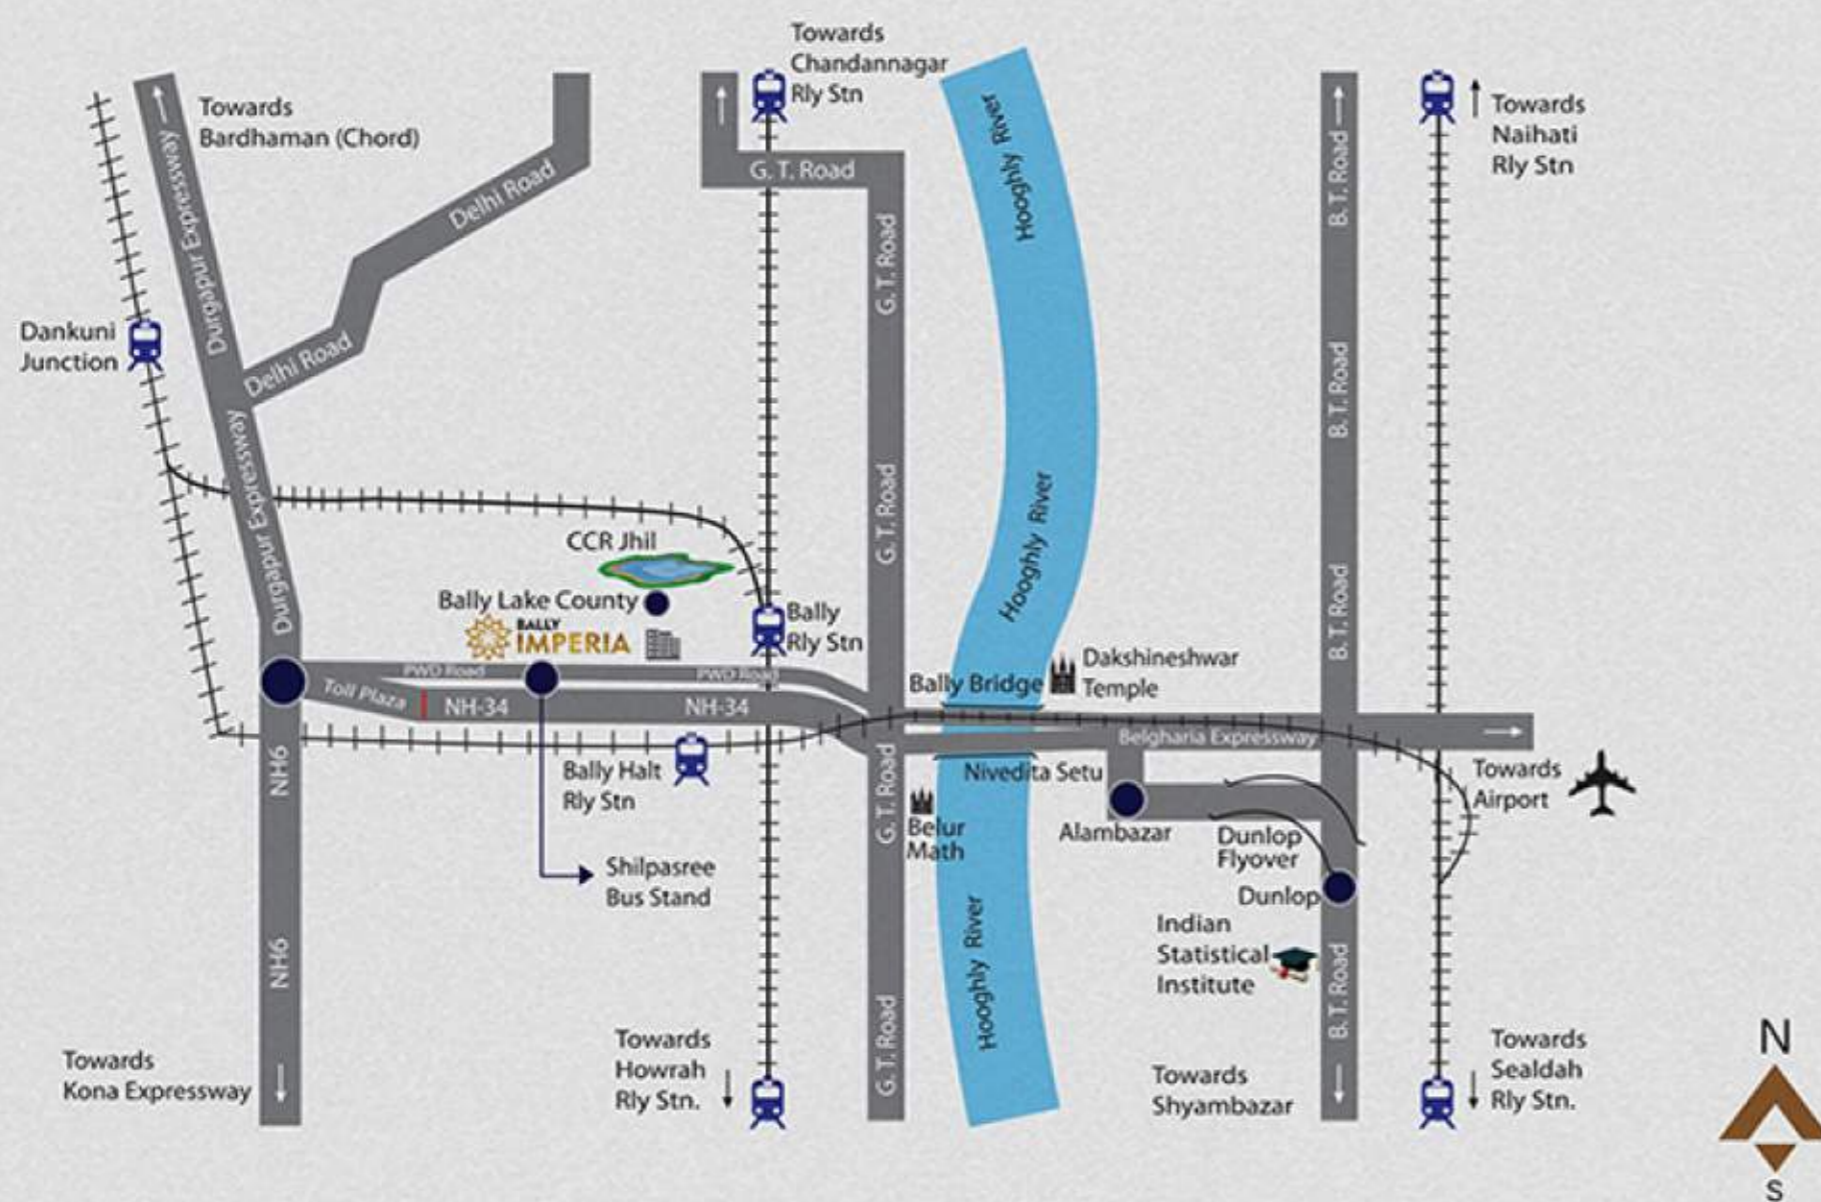 Towards
Chandannagar
Rly Stn
Towards
Bardhaman (Chord)
Towards
Naihati
Rly Stn
Durgapur Expressway
Delhi Road
G. T. Road
Hooghly River
B. T. Road
G. T. Road
Dankuni
Junction
Delhi Road
B. T. Road
Durgapur Expressway
G. T. Road
Hooghly River
CCR Jhil
Durgapur Expressway
Bally Lake County
BALLY
IMPERIA
Bally
Rly Stn
B. T. Road
Dakshineshwar
Temple
PWD Road
PWD Road
Bally Bridge
Toll Plaza
NH-34
NH-34
Belgharia Expressway
NH6
Bally Halt
Rly Stn
G. T. Road
Nivedita Setu
Towards
Airport
Belur
Math
Alambazar
Dunlop
Flyover
Shilpasree
Bus Stand
Dunlop
NH6
Hooghly River
Indian
Statistical
Institute
B. T. Road
G. T. Road
Towards
Kona Expressway
Towards
Howrah
Rly Stn.
Towards
Shyambazar
Towards
Sealdah
Rly Stn.
N
S